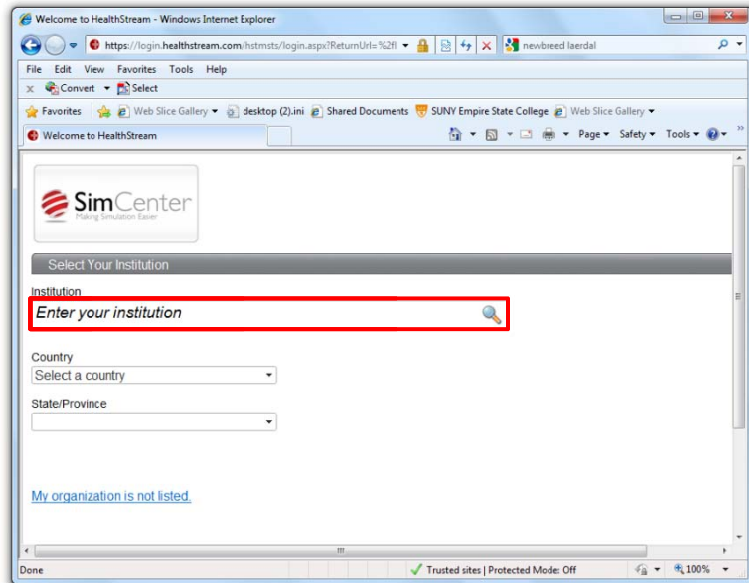 Welcome to HealthStream - Windows Internet Explorer
https://login.healthstream.com/hstmsts/login.aspx?ReturnUrl=%2fl
newbreed laerdal
File Edit View Favorites Tools Help
x Convert Select
Favorites Web Slice Gallery desktop (2).ini Shared Documents SUNY Empire State College Web Slice Gallery
Welcome to HealthStream
Page Safety Tools
SimCenter
Making Simulation Easier
Select Your Institution
Institution
Enter your institution
Country
Select a country
State/Province
My organization is not listed.
Done
Trusted sites | Protected Mode: Off
100%